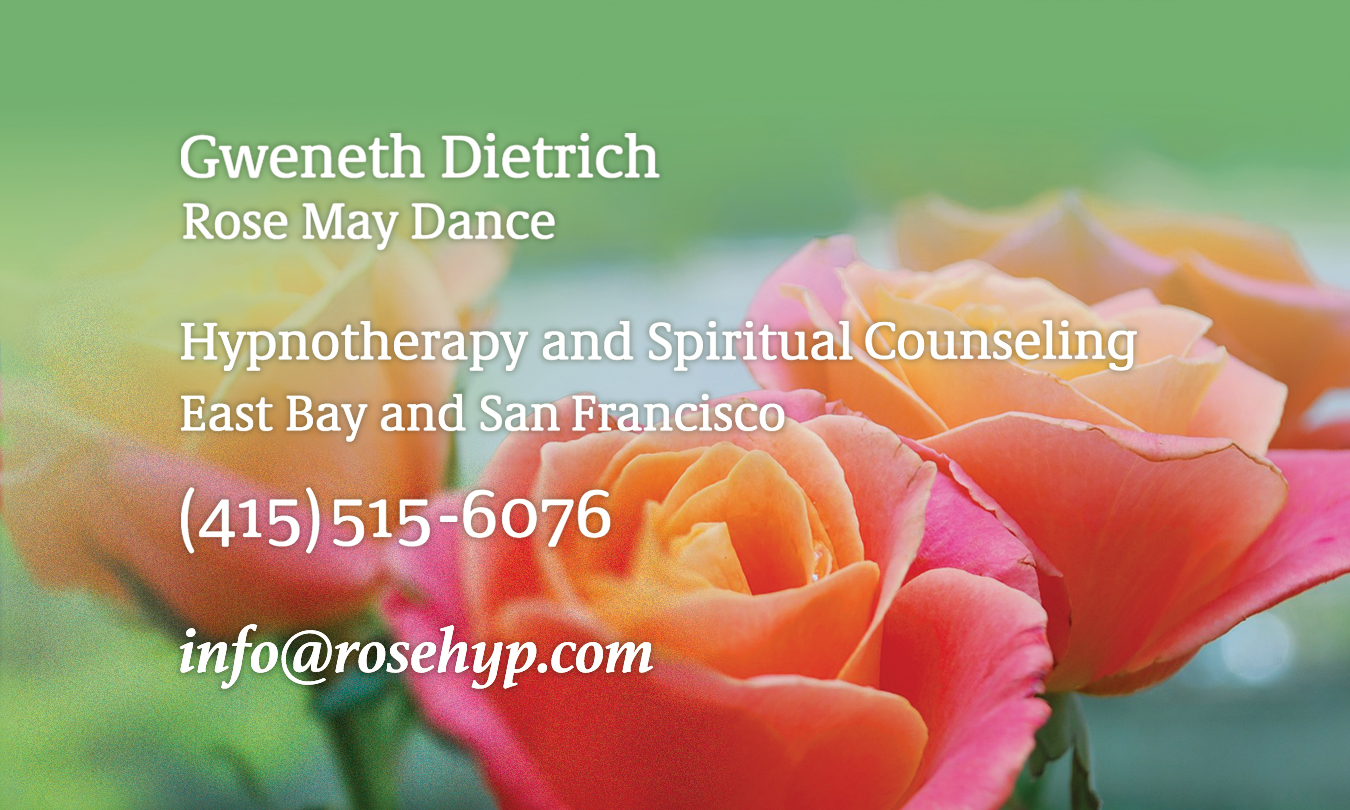 Gweneth Dietrich
Rose May Dance
Hypnotherapy and Spiritual Counseling
East Bay and San Francisco
(415) 515-6076
info@rosehyp.com